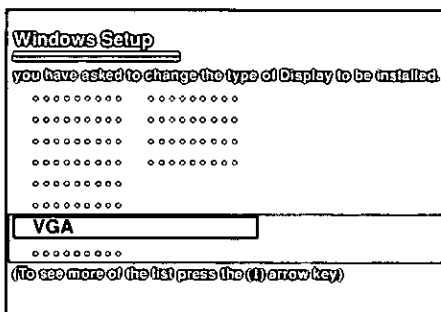 Windows Setup
you have asked to change the type of Display to be installed.
VGA
(To see more of the list press the (↕) arrow key)